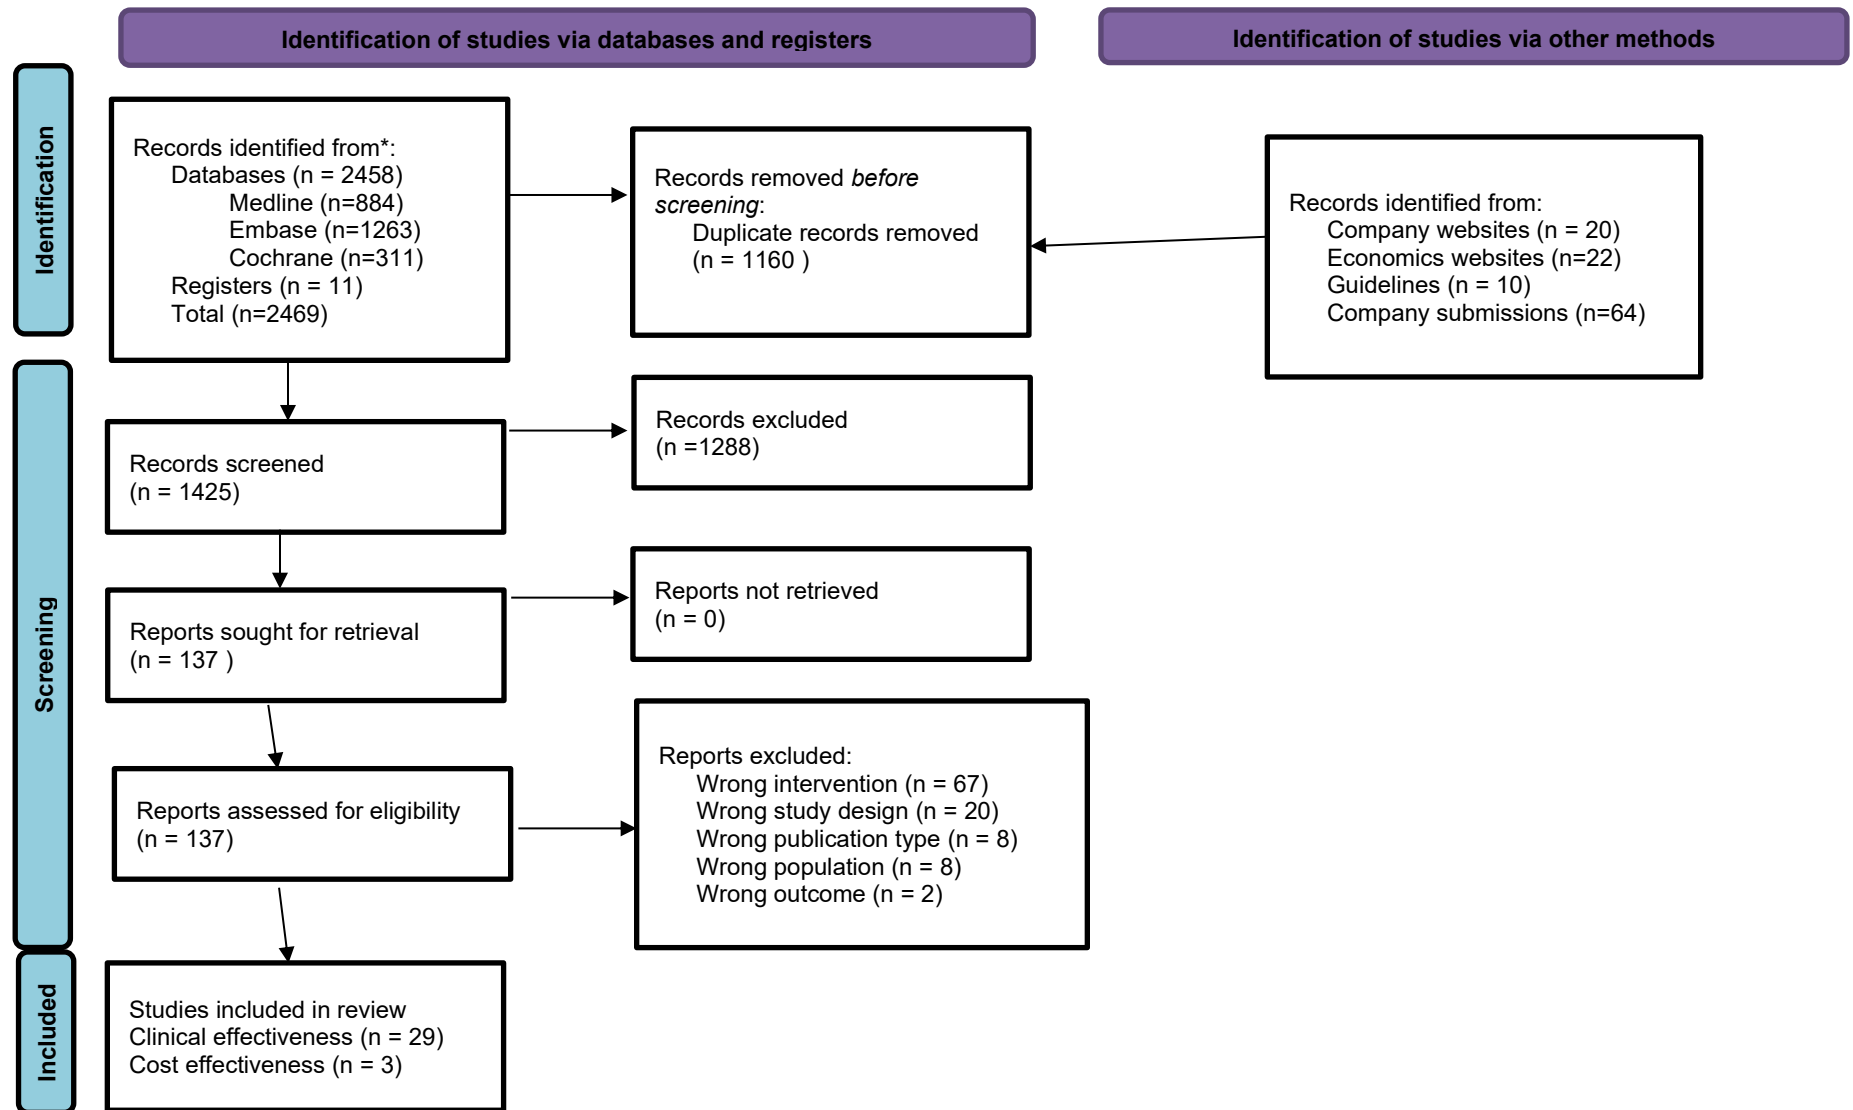 Identification of studies via databases and registers
Identification of studies via other methods
Identification
Records identified from*:
Databases (n = 2458)
Medline (n=884)
Embase (n=1263)
Cochrane (n=311)
Registers (n = 11)
Total (n=2469)
Records removed before
screening:
Duplicate records removed
(n = 1160 )
Records identified from:
Company websites (n = 20)
Economics websites (n=22)
Guidelines (n = 10)
Company submissions (n=64)
Screening
Records screened
(n = 1425)
Records excluded
(n =1288)
Reports sought for retrieval
(n = 137 )
Reports not retrieved
(n = 0)
Reports assessed for eligibility
(n = 137)
Reports excluded:
Wrong intervention (n = 67)
Wrong study design (n = 20)
Wrong publication type (n = 8)
Wrong population (n = 8)
Wrong outcome (n = 2)
Included
Studies included in review
Clinical effectiveness (n = 29)
Cost effectiveness (n = 3)